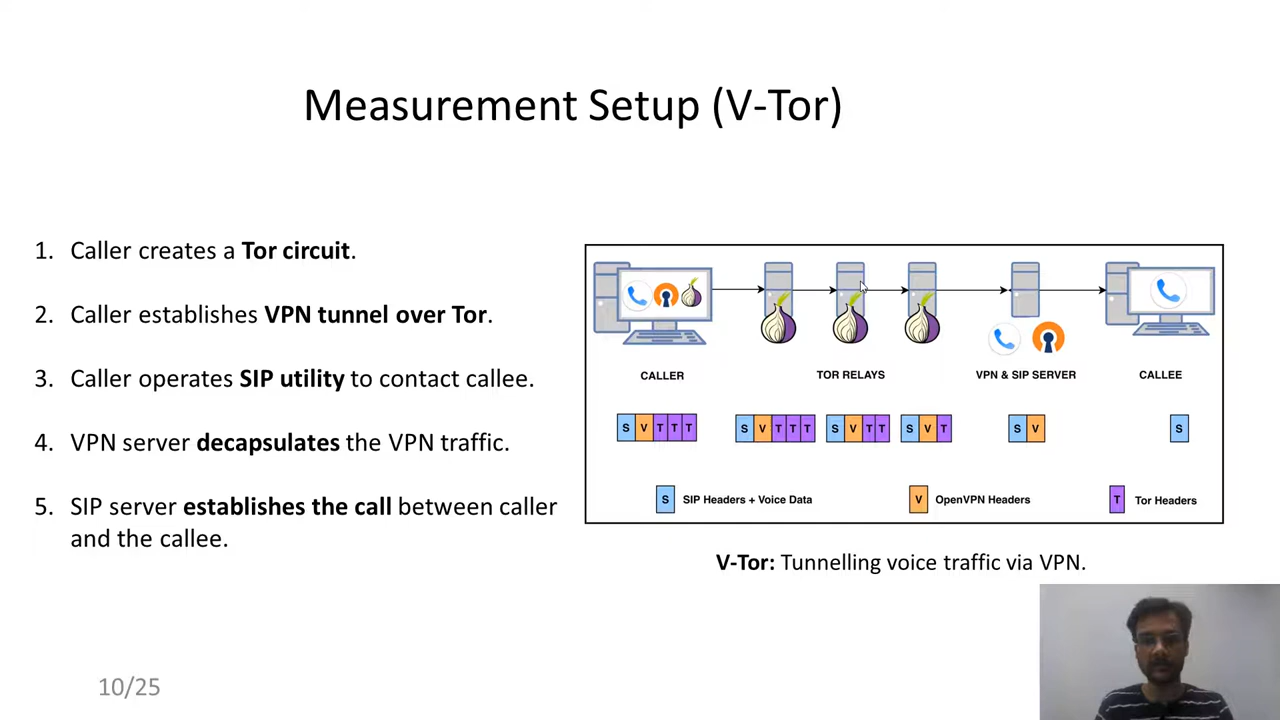 Measurement Setup (V-Tor)
1. Caller creates a Tor circuit.
2. Caller establishes VPN tunnel over Tor.
3. Caller operates SIP utility to contact callee.
4. VPN server decapsulates the VPN traffic.
5. SIP server establishes the call between caller
and the callee.
CALLER TOR RELAYS VPN & SIP SERVER CALLEE
S V T T T S V T T T S V T T S V T S V S
S SIP Headers + Voice Data V OpenVPN Headers T Tor Headers
V-Tor: Tunnelling voice traffic via VPN.
10/25